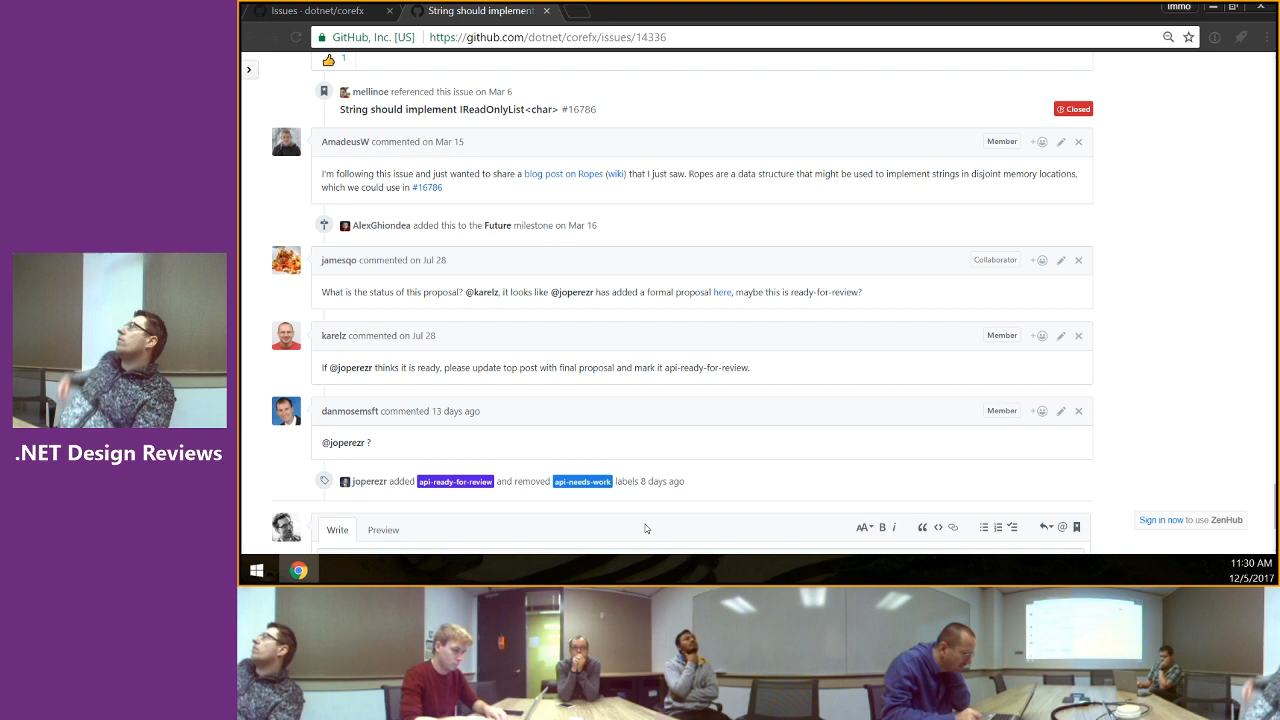 Issues · dotnet/corefx
String should implement
Immo
GitHub, Inc. [US]
https://github.com/dotnet/corefx/issues/14336
1
mellinoe referenced this issue on Mar 6
String should implement IReadOnlyList<char> #16786
Closed
AmadeusW commented on Mar 15
Member
I'm following this issue and just wanted to share a blog post on Ropes (wiki) that I just saw. Ropes are a data structure that might be used to implement strings in disjoint memory locations,
which we could use in #16786
AlexGhiondea added this to the Future milestone on Mar 16
jamesqo commented on Jul 28
Collaborator
What is the status of this proposal? @karelz, it looks like @joperezr has added a formal proposal here, maybe this is ready-for-review?
karelz commented on Jul 28
Member
If @joperezr thinks it is ready, please update top post with final proposal and mark it api-ready-for-review.
danmosemsft commented 13 days ago
Member
@joperezr ?
joperezr added api-ready-for-review and removed api-needs-work labels 8 days ago
Write
Preview
AA B i “ <> @
Sign in now to use ZenHub
11:30 AM
12/5/2017
.NET Design Reviews